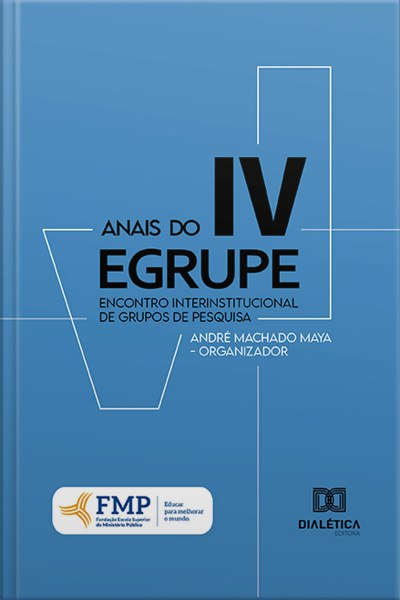 ANAIS DO IV
EGRUPE
ENCONTRO INTERINSTITUCIONAL
DE GRUPOS DE PESQUISA
ANDRÉ MACHADO MAYA
- ORGANIZADOR
FMP
Fundação Escola Superior
do Ministério Público
Educar
para melhorar
o mundo.
DIALÉTICA
EDITORA